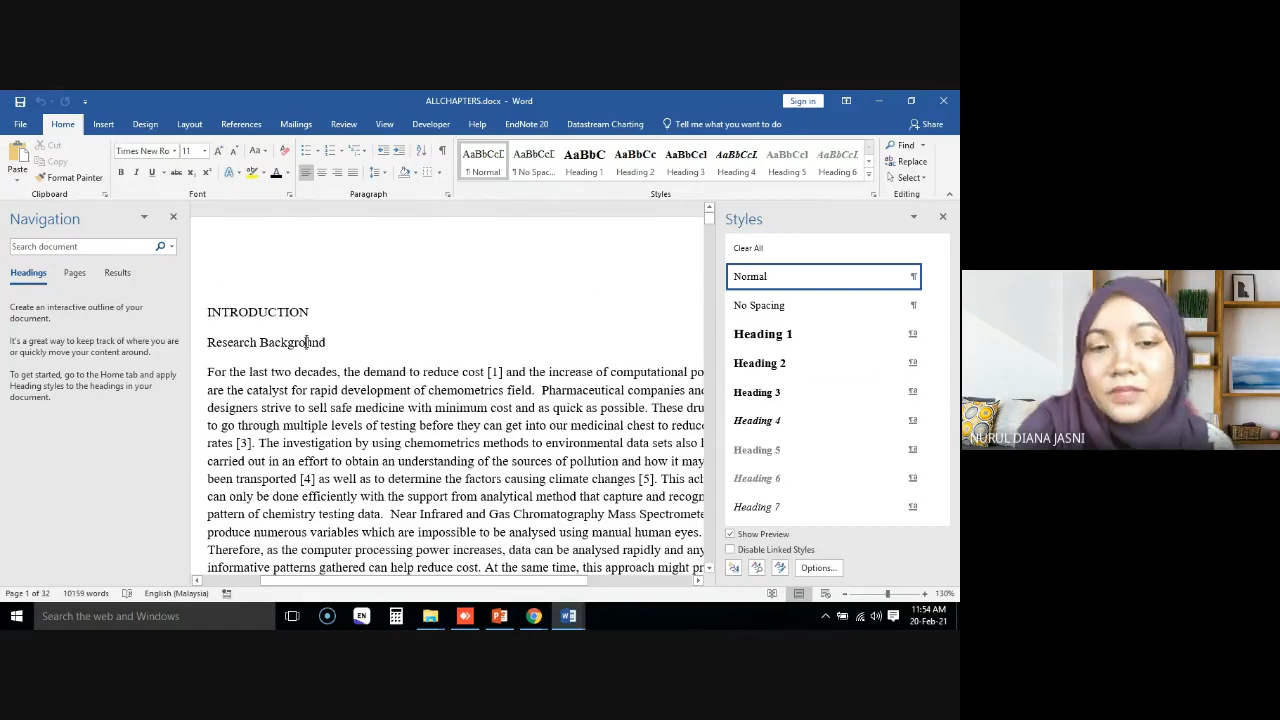 ALLCHAPTERS.docx - Word
Sign in
File Home Insert Design Layout References Mailings Review View Developer Help EndNote 20 Datastream Charting Tell me what you want to do Share
Paste
Cut
Copy
Format Painter
Clipboard
Times New Ro 11
Font
Paragraph
AaBbCcD AaBbCcD AaBbC AaBbCc AaBbCcI AaBbCcL AaBbCcI AaBbCcL
¶ Normal ¶ No Spac... Heading 1 Heading 2 Heading 3 Heading 4 Heading 5 Heading 6
Styles
Find
Replace
Select
Editing
Navigation
Search document
Headings Pages Results
Create an interactive outline of your
document.
It's a great way to keep track of where you are
or quickly move your content around.
To get started, go to the Home tab and apply
Heading styles to the headings in your
document.
INTRODUCTION
Research Background
For the last two decades, the demand to reduce cost [1] and the increase of computational po
are the catalyst for rapid development of chemometrics field. Pharmaceutical companies and
designers strive to sell safe medicine with minimum cost and as quick as possible. These dru
to go through multiple levels of testing before they can get into our medicinal chest to reduc
rates [3]. The investigation by using chemometrics methods to environmental data sets also h
carried out in an effort to obtain an understanding of the sources of pollution and how it may
been transported [4] as well as to determine the factors causing climate changes [5]. This ach
can only be done efficiently with the support from analytical method that capture and recogn
pattern of chemistry testing data. Near Infrared and Gas Chromatography Mass Spectromete
produce numerous variables which are impossible to be analysed using manual human eyes.
Therefore, as the computer processing power increases, data can be analysed rapidly and any
informative patterns gathered can help reduce cost. At the same time, this approach might pr
Styles
Clear All
Normal
No Spacing
Heading 1
Heading 2
Heading 3
Heading 4
Heading 5
Heading 6
Heading 7
Show Preview
Disable Linked Styles
Options...
NURUL DIANA JASNI
Page 1 of 32 10159 words English (Malaysia) 130%
Search the web and Windows
EN
11:54 AM
20-Feb-21